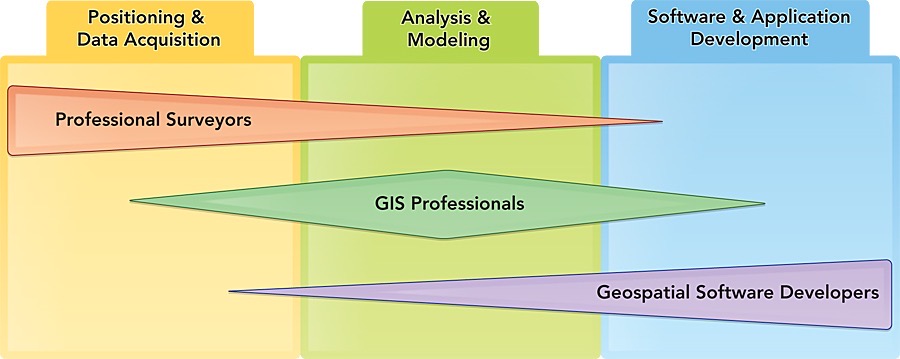 Positioning &
Data Acquisition
Analysis &
Modeling
Software & Application
Development
Professional Surveyors
GIS Professionals
Geospatial Software Developers